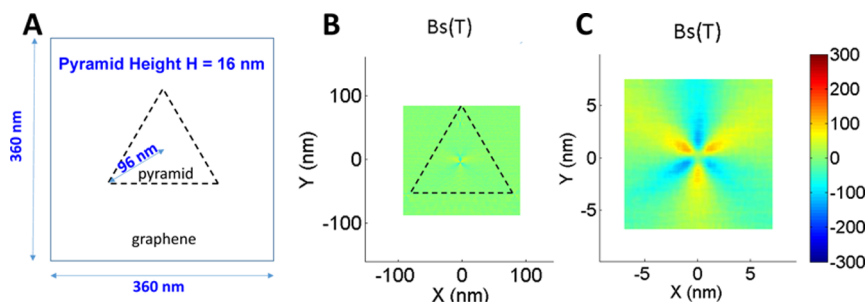 A
Pyramid Height H = 16 nm
96 nm
pyramid
graphene
360 nm
360 nm
B
Bs(T)
100
0
-100
Y (nm)
-100
0
100
X (nm)
C
Bs(T)
5
0
-5
Y (nm)
-5
0
5
X (nm)
300
200
100
0
-100
-200
-300